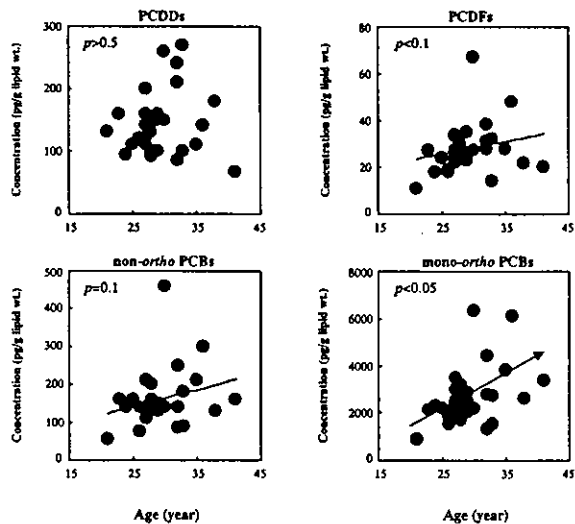 PCDDs
PCDFs
Concentration (pg/g lipid wt.)
300
200
100
0
p>0.5
15
25
35
45
Concentration (pg/g lipid wt.)
80
60
40
20
0
p<0.1
15
25
35
45
non-ortho PCBs
mono-ortho PCBs
Concentration (pg/g lipid wt.)
500
400
300
200
100
0
p=0.1
15
25
35
45
Age (year)
Concentration (pg/g lipid wt.)
8000
6000
4000
2000
0
p<0.05
15
25
35
45
Age (year)